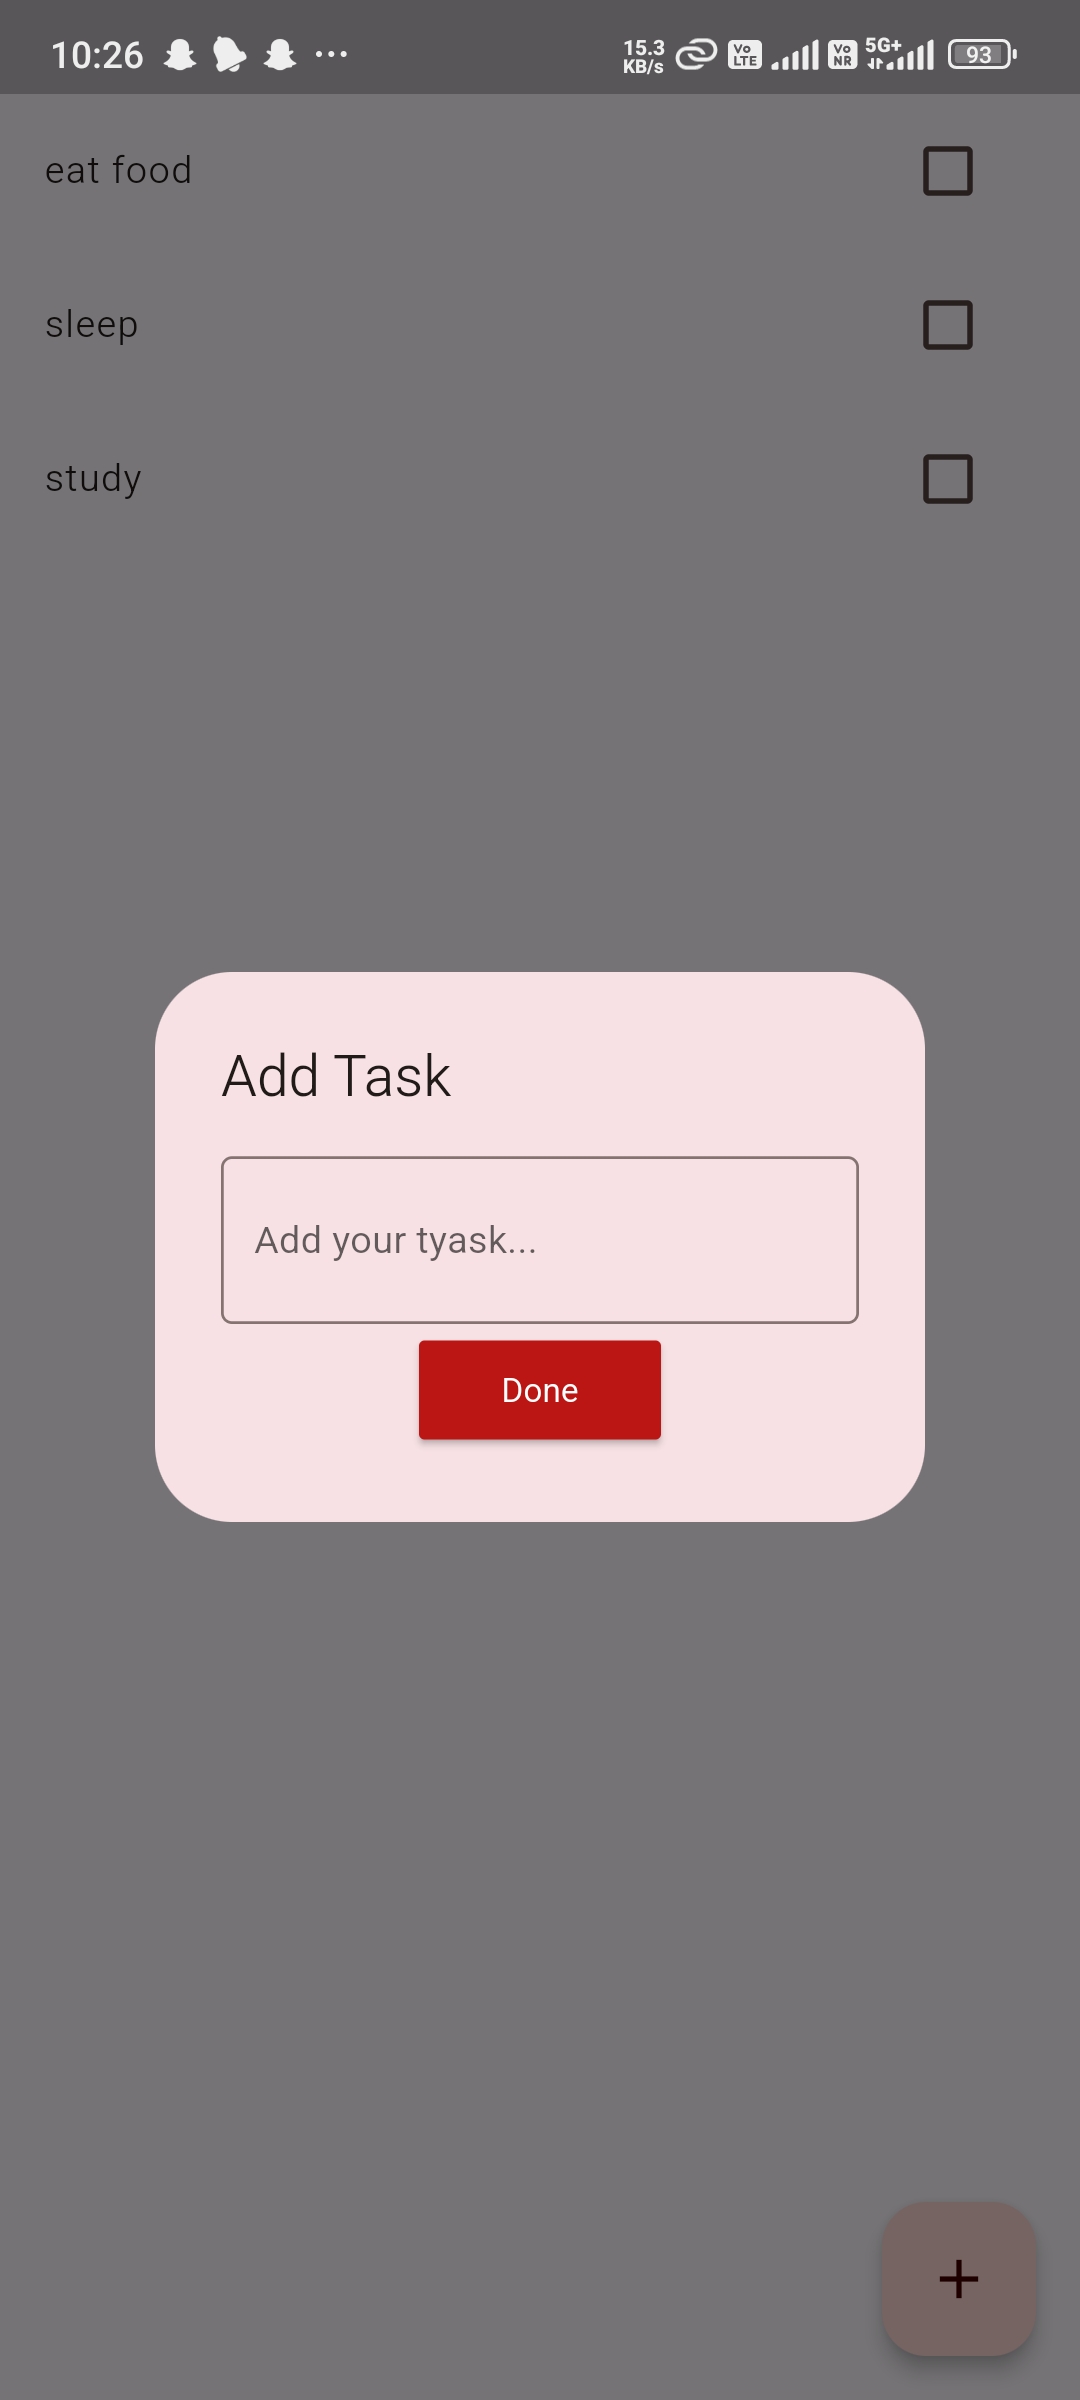 10:26 ... 15.3 KB/s Vo LTE Vo NR 5G+ 93
eat food
sleep
study
Add Task
Add your tyask...
Done